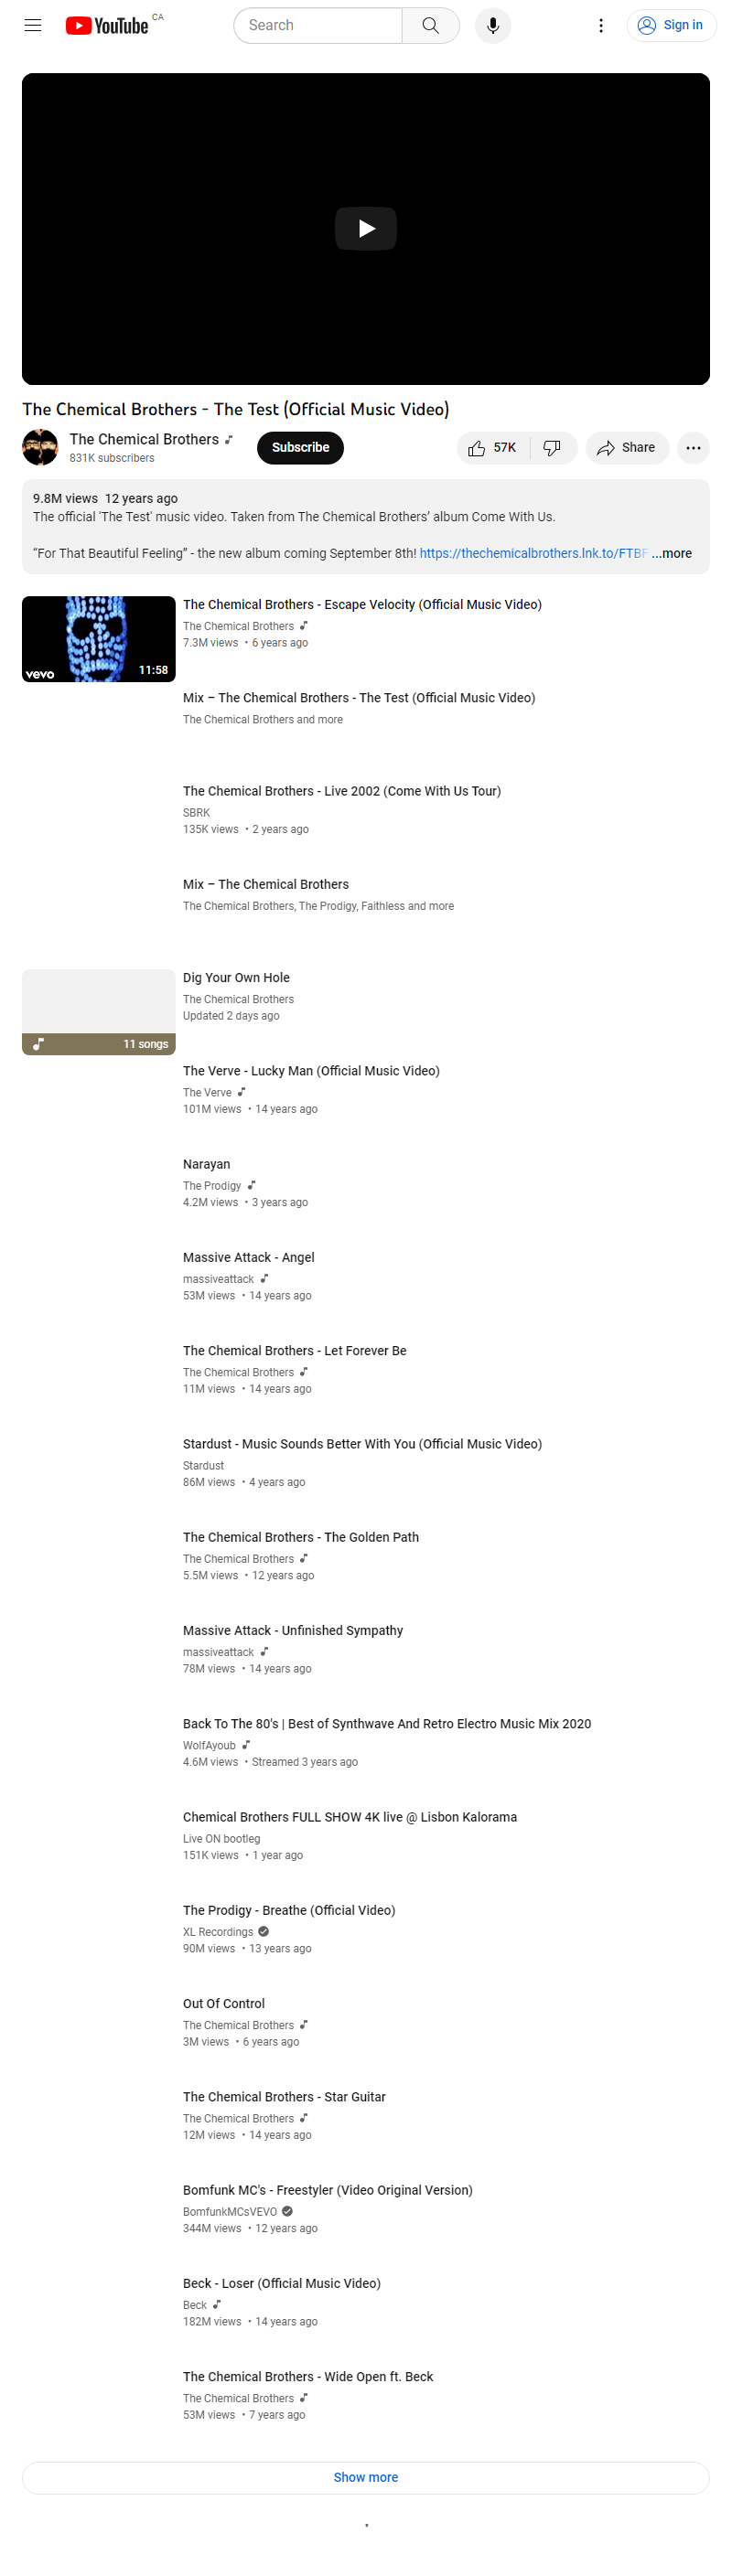 YouTube CA
Search
Sign in
The Chemical Brothers - The Test (Official Music Video)
The Chemical Brothers
831K subscribers
Subscribe
57K
Share
9.8M views 12 years ago
The official 'The Test' music video. Taken from The Chemical Brothers’ album Come With Us.
“For That Beautiful Feeling” - the new album coming September 8th! https://thechemicalbrothers.lnk.to/FTBF ...more
vevo
11:58
The Chemical Brothers - Escape Velocity (Official Music Video)
The Chemical Brothers
7.3M views • 6 years ago
Mix – The Chemical Brothers - The Test (Official Music Video)
The Chemical Brothers and more
The Chemical Brothers - Live 2002 (Come With Us Tour)
SBRK
135K views • 2 years ago
Mix – The Chemical Brothers
The Chemical Brothers, The Prodigy, Faithless and more
11 songs
Dig Your Own Hole
The Chemical Brothers
Updated 2 days ago
The Verve - Lucky Man (Official Music Video)
The Verve
101M views • 14 years ago
Narayan
The Prodigy
4.2M views • 3 years ago
Massive Attack - Angel
massiveattack
53M views • 14 years ago
The Chemical Brothers - Let Forever Be
The Chemical Brothers
11M views • 14 years ago
Stardust - Music Sounds Better With You (Official Music Video)
Stardust
86M views • 4 years ago
The Chemical Brothers - The Golden Path
The Chemical Brothers
5.5M views • 12 years ago
Massive Attack - Unfinished Sympathy
massiveattack
78M views • 14 years ago
Back To The 80's | Best of Synthwave And Retro Electro Music Mix 2020
WolfAyoub
4.6M views • Streamed 3 years ago
Chemical Brothers FULL SHOW 4K live @ Lisbon Kalorama
Live ON bootleg
151K views • 1 year ago
The Prodigy - Breathe (Official Video)
XL Recordings
90M views • 13 years ago
Out Of Control
The Chemical Brothers
3M views • 6 years ago
The Chemical Brothers - Star Guitar
The Chemical Brothers
12M views • 14 years ago
Bomfunk MC's - Freestyler (Video Original Version)
BomfunkMCsVEVO
344M views • 12 years ago
Beck - Loser (Official Music Video)
Beck
182M views • 14 years ago
The Chemical Brothers - Wide Open ft. Beck
The Chemical Brothers
53M views • 7 years ago
Show more